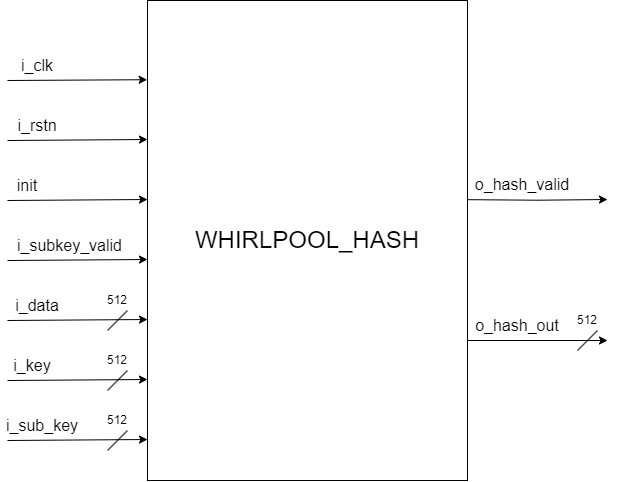 i_clk
i_rstn
init
i_subkey_valid
i_data 512
i_key 512
i_sub_key 512
WHIRLPOOL_HASH
o_hash_valid
o_hash_out 512